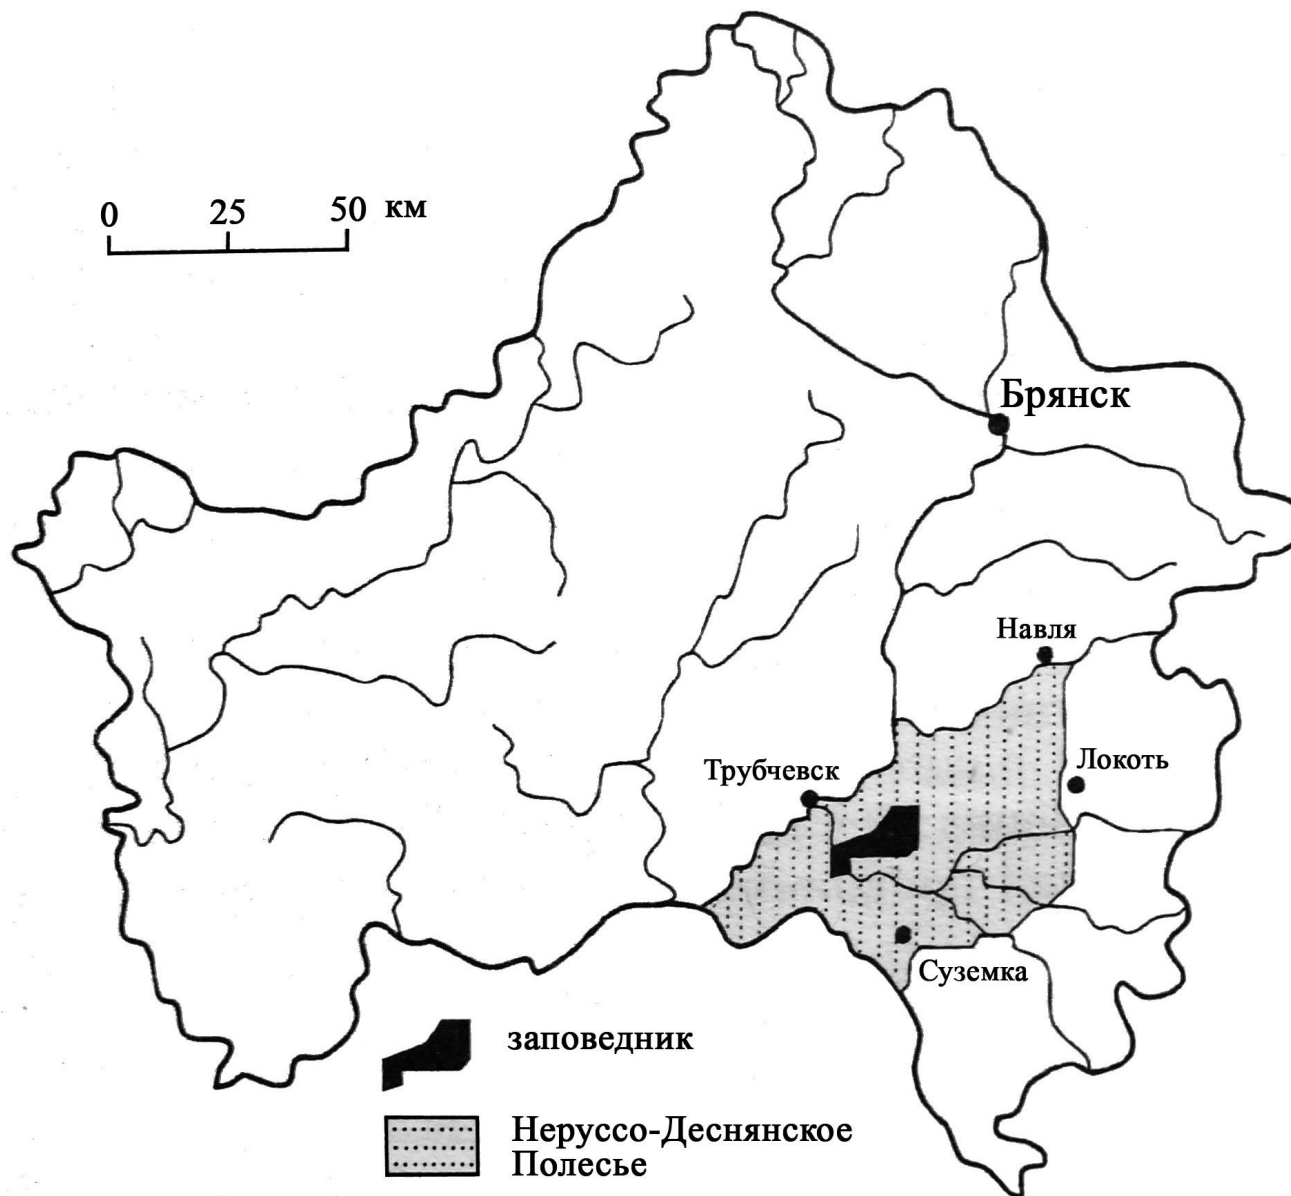 0 25 50 км
Брянск
Навля
Трубчевск
Локоть
Суземка
заповедник
Неруссо-Деснянское
Полесье